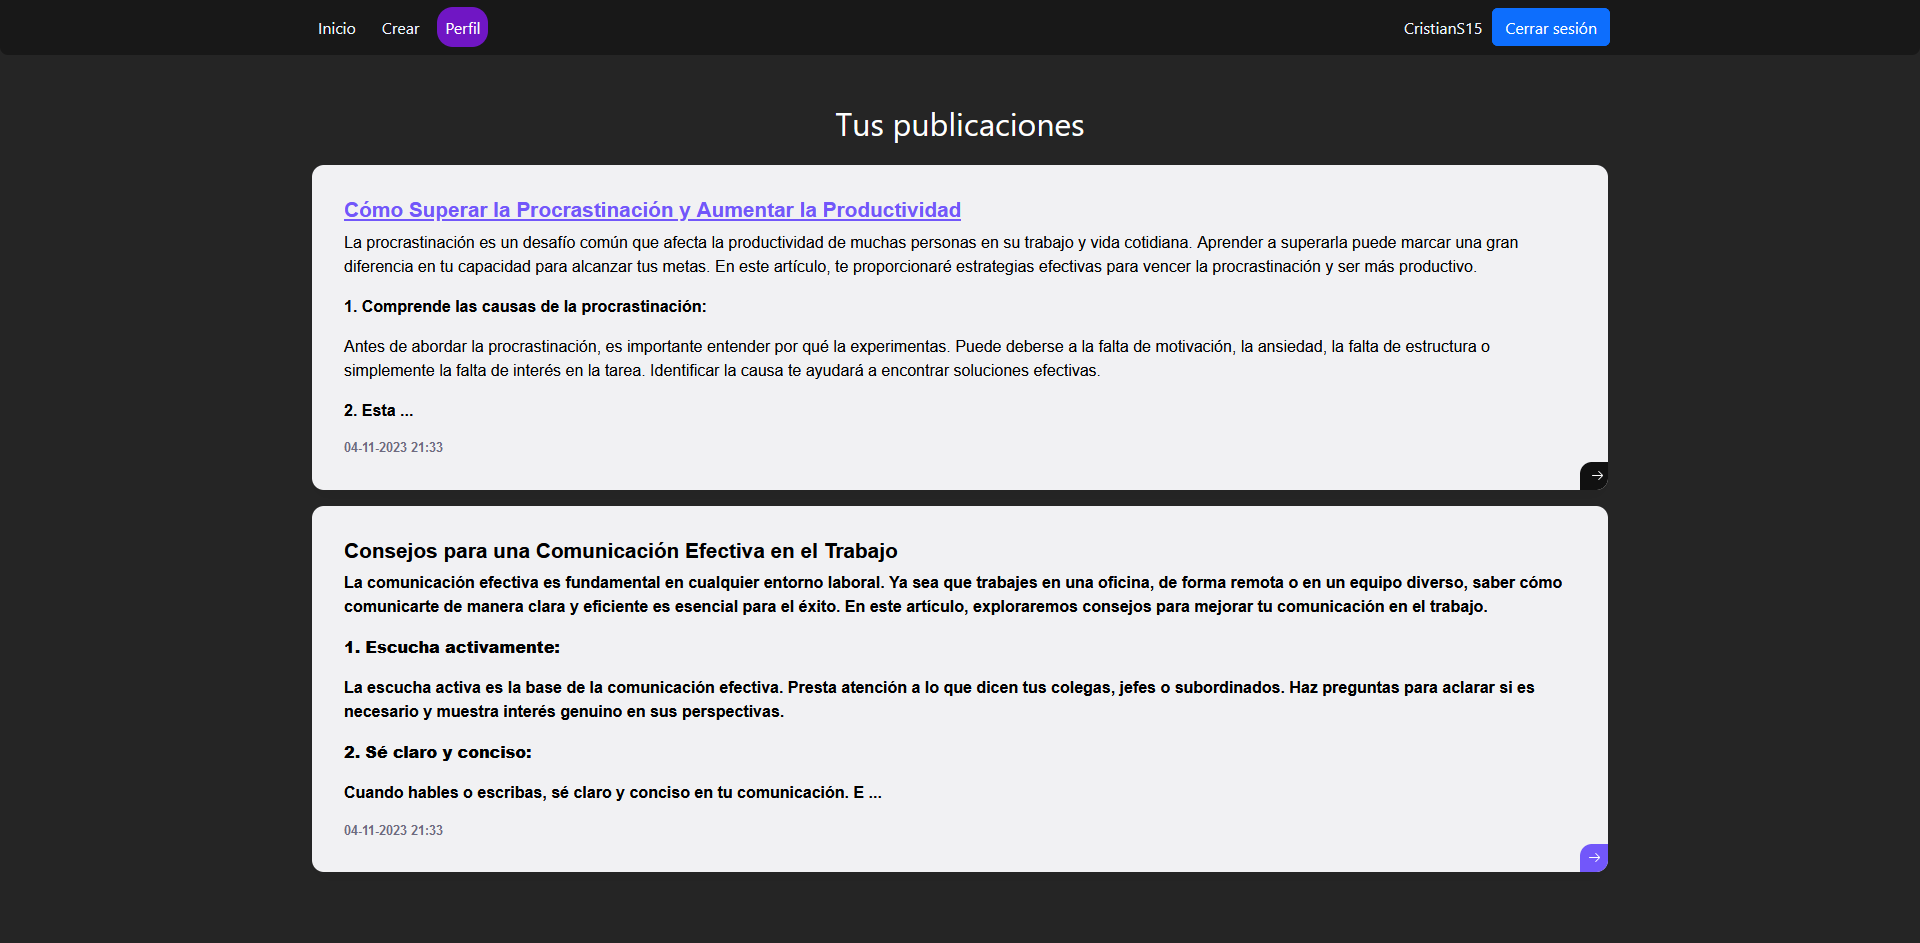 Inicio Crear Perfil CristianS15 Cerrar sesión
Tus publicaciones
Cómo Superar la Procrastinación y Aumentar la Productividad
La procrastinación es un desafío común que afecta la productividad de muchas personas en su trabajo y vida cotidiana. Aprender a superarla puede marcar una gran
diferencia en tu capacidad para alcanzar tus metas. En este artículo, te proporcionaré estrategias efectivas para vencer la procrastinación y ser más productivo.
1. Comprende las causas de la procrastinación:
Antes de abordar la procrastinación, es importante entender por qué la experimentas. Puede deberse a la falta de motivación, la ansiedad, la falta de estructura o
simplemente la falta de interés en la tarea. Identificar la causa te ayudará a encontrar soluciones efectivas.
2. Esta ...
04-11-2023 21:33
Consejos para una Comunicación Efectiva en el Trabajo
La comunicación efectiva es fundamental en cualquier entorno laboral. Ya sea que trabajes en una oficina, de forma remota o en un equipo diverso, saber cómo
comunicarte de manera clara y eficiente es esencial para el éxito. En este artículo, exploraremos consejos para mejorar tu comunicación en el trabajo.
1. Escucha activamente:
La escucha activa es la base de la comunicación efectiva. Presta atención a lo que dicen tus colegas, jefes o subordinados. Haz preguntas para aclarar si es
necesario y muestra interés genuino en sus perspectivas.
2. Sé claro y conciso:
Cuando hables o escribas, sé claro y conciso en tu comunicación. E ...
04-11-2023 21:33